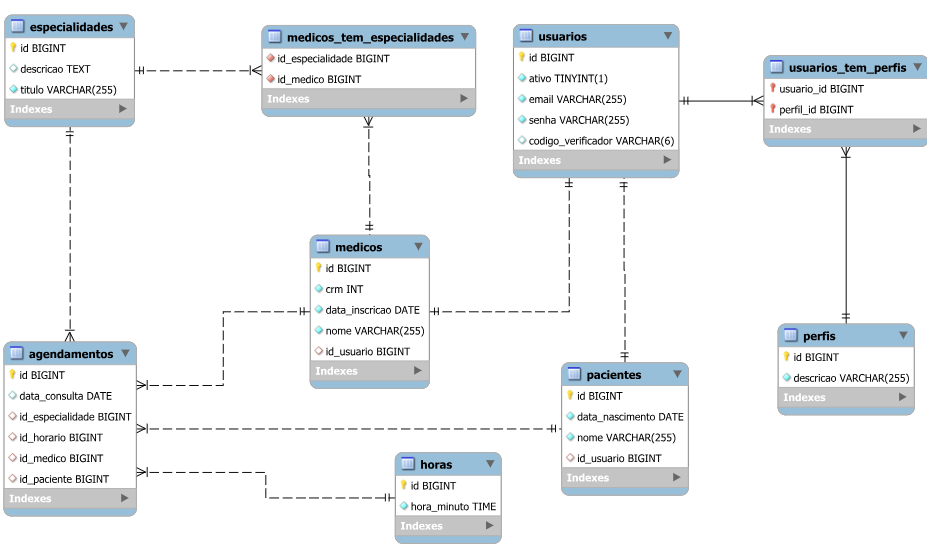 especialidades
id BIGINT
descricao TEXT
titulo VARCHAR(255)
Indexes
medicos_tem_especialidades
id_especialidade BIGINT
id_medico BIGINT
Indexes
usuarios
id BIGINT
ativo TINYINT(1)
email VARCHAR(255)
senha VARCHAR(255)
codigo_verificador VARCHAR(6)
Indexes
usuarios_tem_perfis
usuario_id BIGINT
perfil_id BIGINT
Indexes
medicos
id BIGINT
crm INT
data_inscricao DATE
nome VARCHAR(255)
id_usuario BIGINT
Indexes
agendamentos
id BIGINT
data_consulta DATE
id_especialidade BIGINT
id_horario BIGINT
id_medico BIGINT
id_paciente BIGINT
Indexes
pacientes
id BIGINT
data_nascimento DATE
nome VARCHAR(255)
id_usuario BIGINT
Indexes
perfis
id BIGINT
descricao VARCHAR(255)
Indexes
horas
id BIGINT
hora_minuto TIME
Indexes